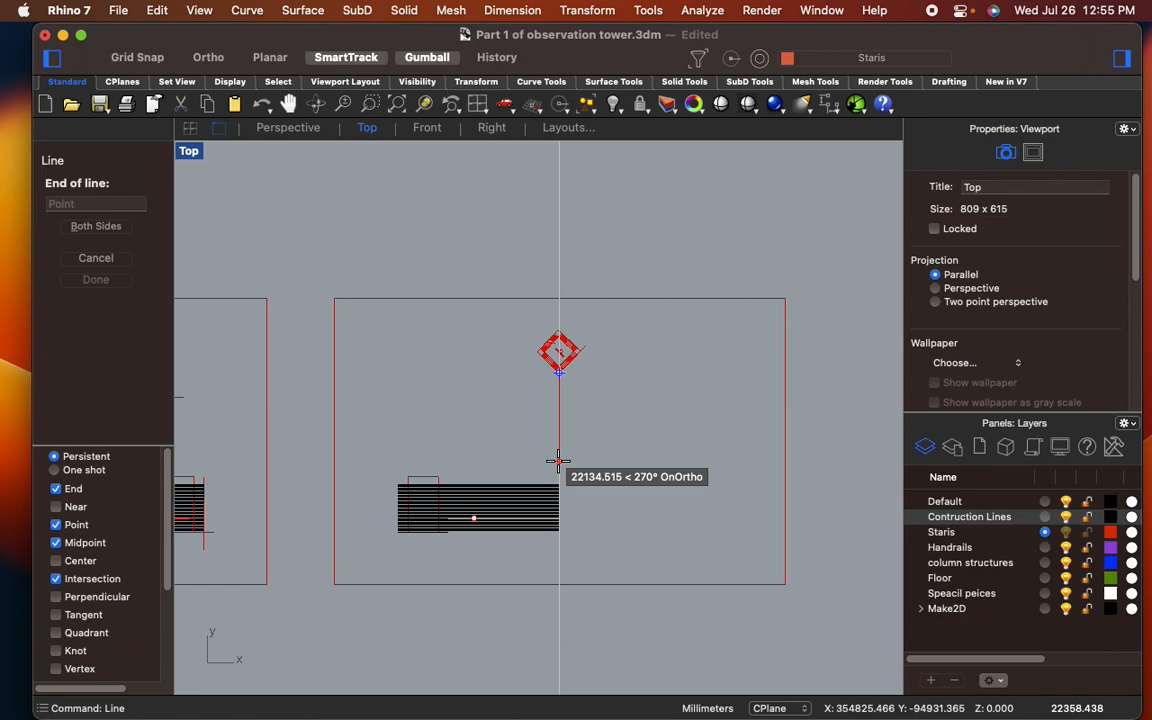 Rhino 7 File Edit View Curve Surface SubD Solid Mesh Dimension Transform Tools Analyze Render Window Help Wed Jul 26 12:55 PM
Part 1 of observation tower.3dm — Edited
Grid Snap Ortho Planar SmartTrack Gumball History Staris
Standard CPlanes Set View Display Select Viewport Layout Visibility Transform Curve Tools Surface Tools Solid Tools SubD Tools Mesh Tools Render Tools Drafting New in V7
Perspective Top Front Right Layouts... Properties: Viewport
Top
Line
End of line:
Point
Both Sides
Cancel
Done
Title: Top
Size: 809 x 615
Locked
Projection
Parallel
Perspective
Two point perspective
Wallpaper
Choose...
Show wallpaper
Show wallpaper as gray scale
Panels: Layers
Name
Default
Contruction Lines
Staris
Handrails
column structures
Floor
Speacil peices
Make2D
22134.515 < 270° OnOrtho
Persistent
One shot
End
Near
Point
Midpoint
Center
Intersection
Perpendicular
Tangent
Quadrant
Knot
Vertex
y
x
Command: Line Millimeters CPlane X: 354825.466 Y: -94931.365 Z: 0.000 22358.438